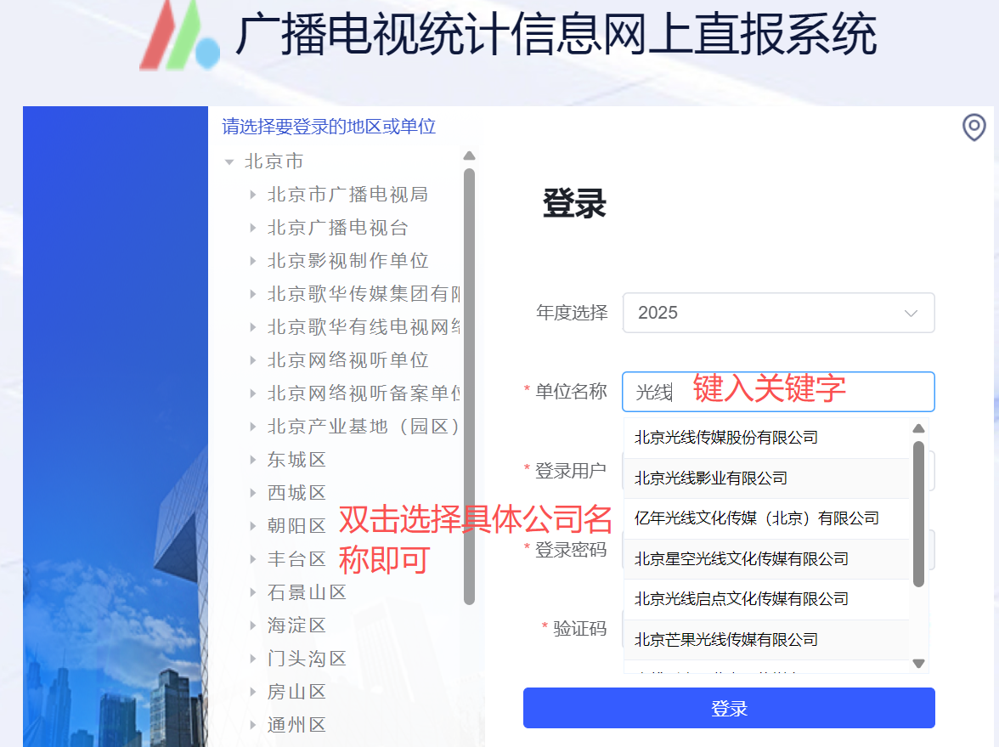 广播电视统计信息网上直报系统
请选择要登录的地区或单位
北京市
北京市广播电视局
北京广播电视台
北京影视制作单位
北京歌华传媒集团有
北京歌华有线电视网
北京网络视听单位
北京网络视听备案单位
北京产业基地（园区）
东城区
西城区
朝阳区
丰台区
石景山区
海淀区
门头沟区
房山区
通州区
双击选择具体公司名
称即可
登录
年度选择 2025
* 单位名称 光线 键入关键字
北京光线传媒股份有限公司
北京光线影业有限公司
亿年光线文化传媒（北京）有限公司
北京星空光线文化传媒有限公司
北京光线启点文化传媒有限公司
北京芒果光线传媒有限公司
* 登录用户
* 登录密码
* 验证码
登录